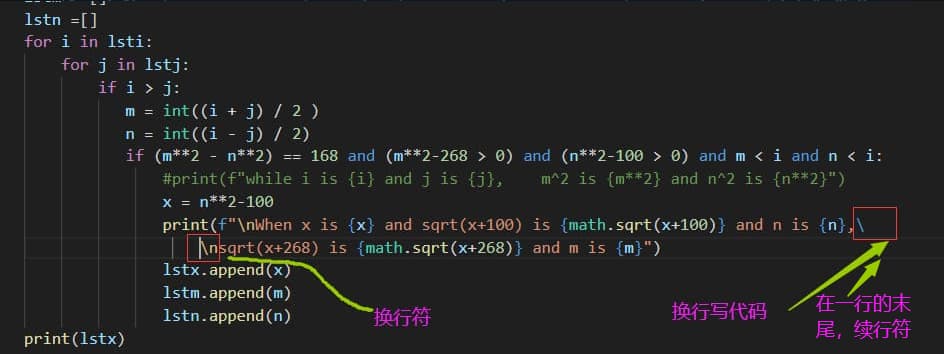 lstn =[]
for i in lsti:
for j in lstj:
if i > j:
m = int((i + j) / 2 )
n = int((i - j) / 2)
if (m**2 - n**2) == 168 and (m**2-268 > 0) and (n**2-100 > 0) and m < i and n < i:
#print(f"while i is {i} and j is {j},    m^2 is {m**2} and n^2 is {n**2}")
x = n**2-100
print(f"\nWhen x is {x} and sqrt(x+100) is {math.sqrt(x+100)} and n is {n},\
\nsqrt(x+268) is {math.sqrt(x+268)} and m is {m}")
lstx.append(x)
lstm.append(m)
lstn.append(n)
print(lstx)
换行符
换行写代码
在一行的末
尾，续行符